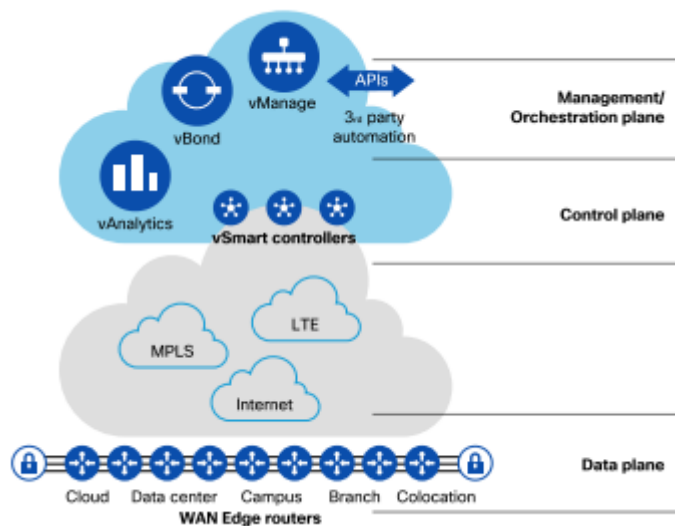 vManage
APIs
3rd party
automation
vBond
vAnalytics
vSmart controllers
Management/
Orchestration plane
Control plane
MPLS
LTE
Internet
Data plane
Cloud Data center Campus Branch Colocation
WAN Edge routers